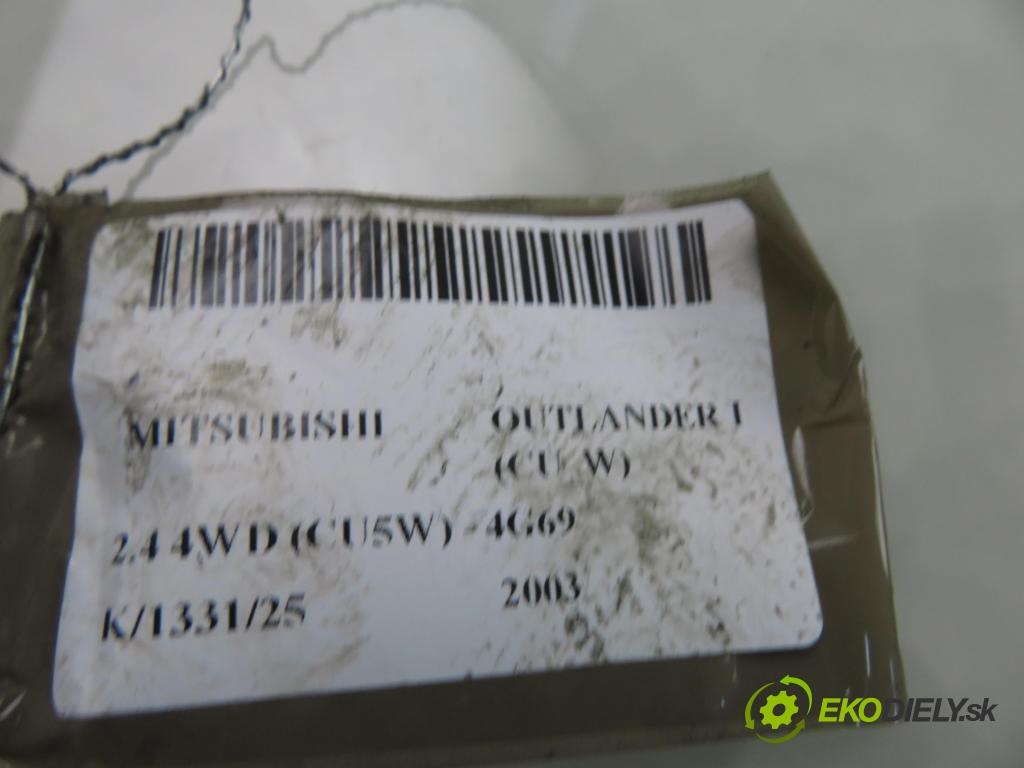 MITSUBISHI OUTLANDER I
(CU_W)
2.4 4WD (CU5W) - 4G69
K/1331/25 2003
EKODIELY.sk